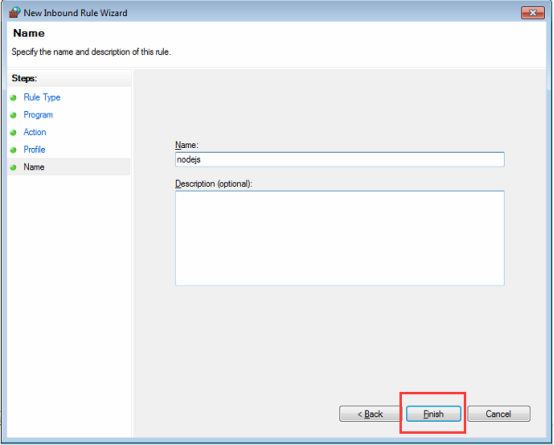 New Inbound Rule Wizard
Name
Specify the name and description of this rule.
Steps:
Rule Type
Program
Action
Profile
Name
Name:
nodejs
Description (optional):
< Back
Finish
Cancel